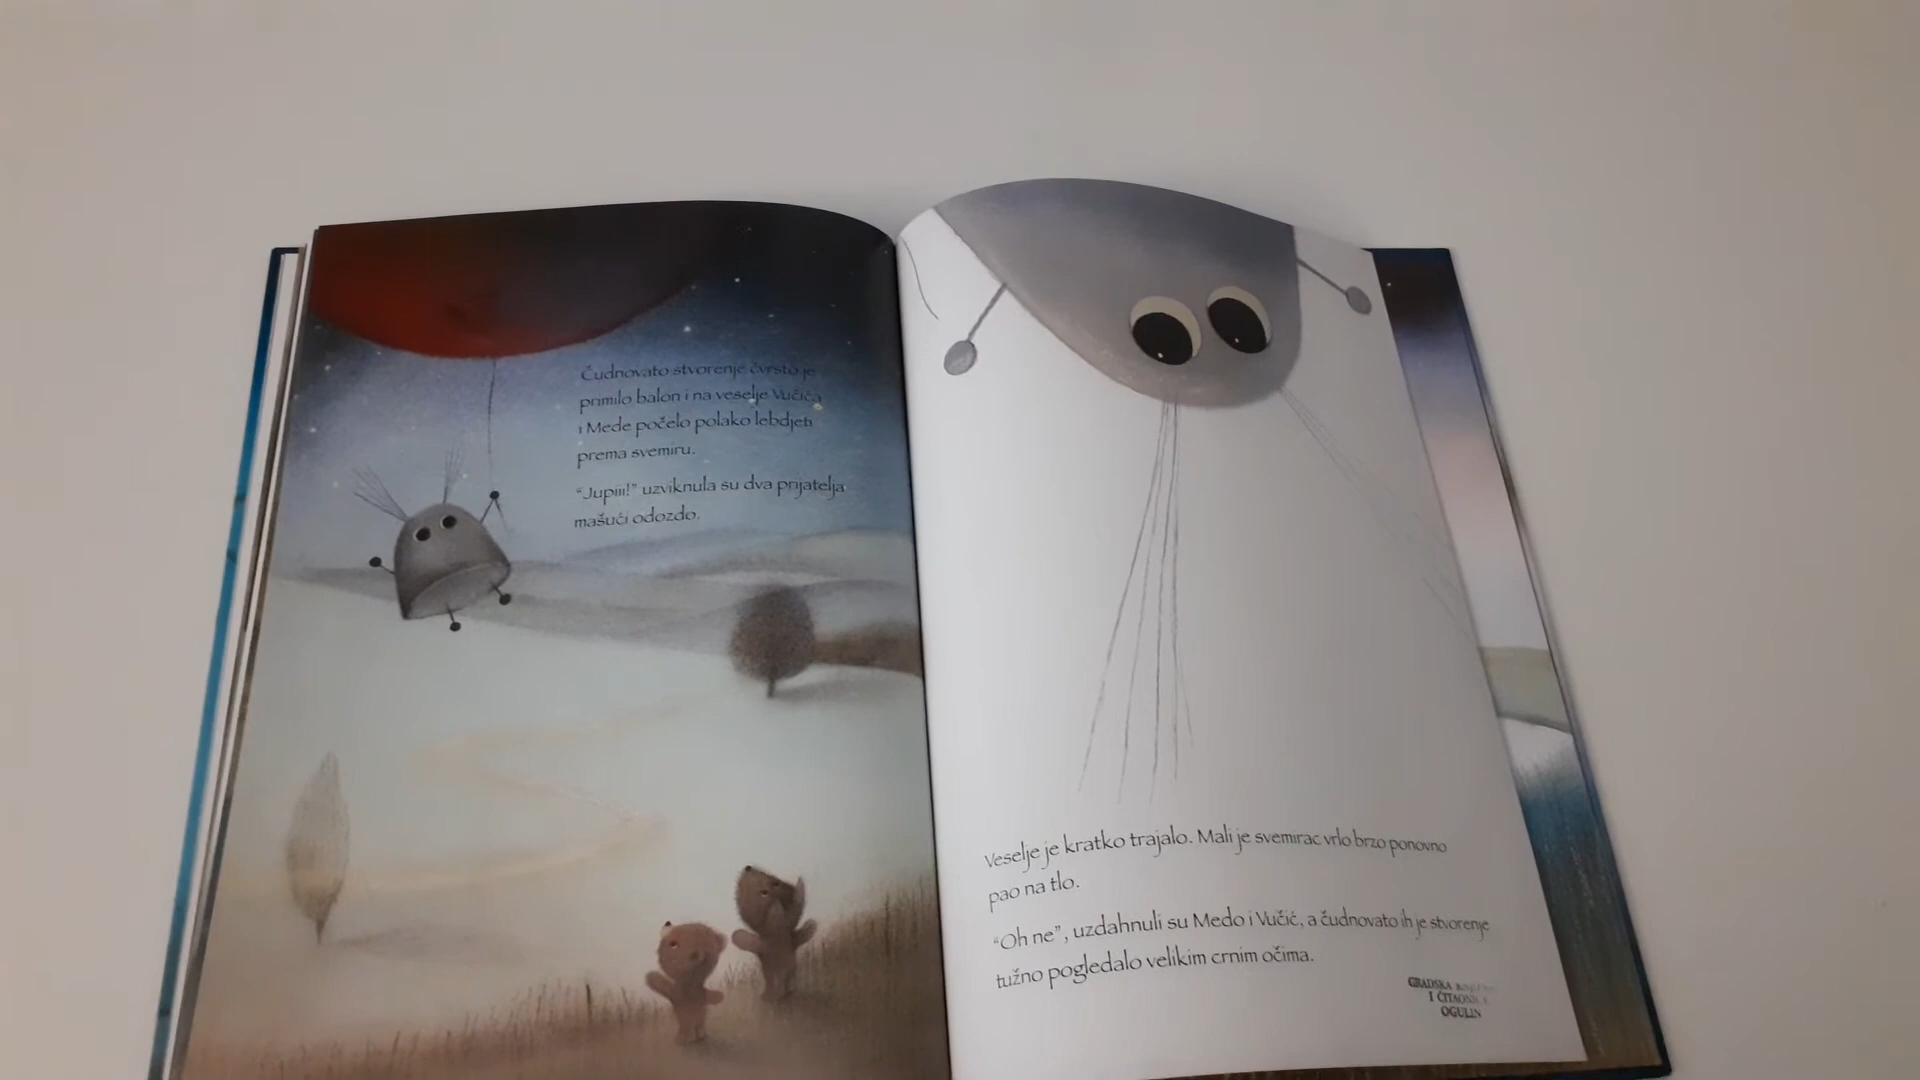 Čudnovato stvorenje čvrsto je
primilo balon i na veselje Vučića
i Mede počelo polako lebdjeti
prema svemiru.
“Jupiii!” uzviknula su dva prijatelja
mašući odozdo.
Veselje je kratko trajalo. Mali je svemirac vrlo brzo ponovno
pao na tlo.
“Oh ne”, uzdahnuli su Medo i Vučić, a čudnovato ih je stvorenje
tužno pogledalo velikim crnim očima.
GRADSKA
I ČITAONICA
OGULIN